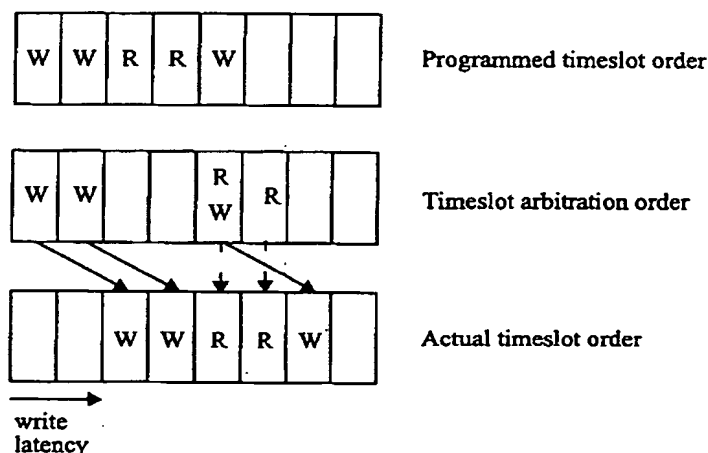 W W R R W Programmed timeslot order
R
W W R Timeslot arbitration order
W
W W R R W Actual timeslot order
write
latency